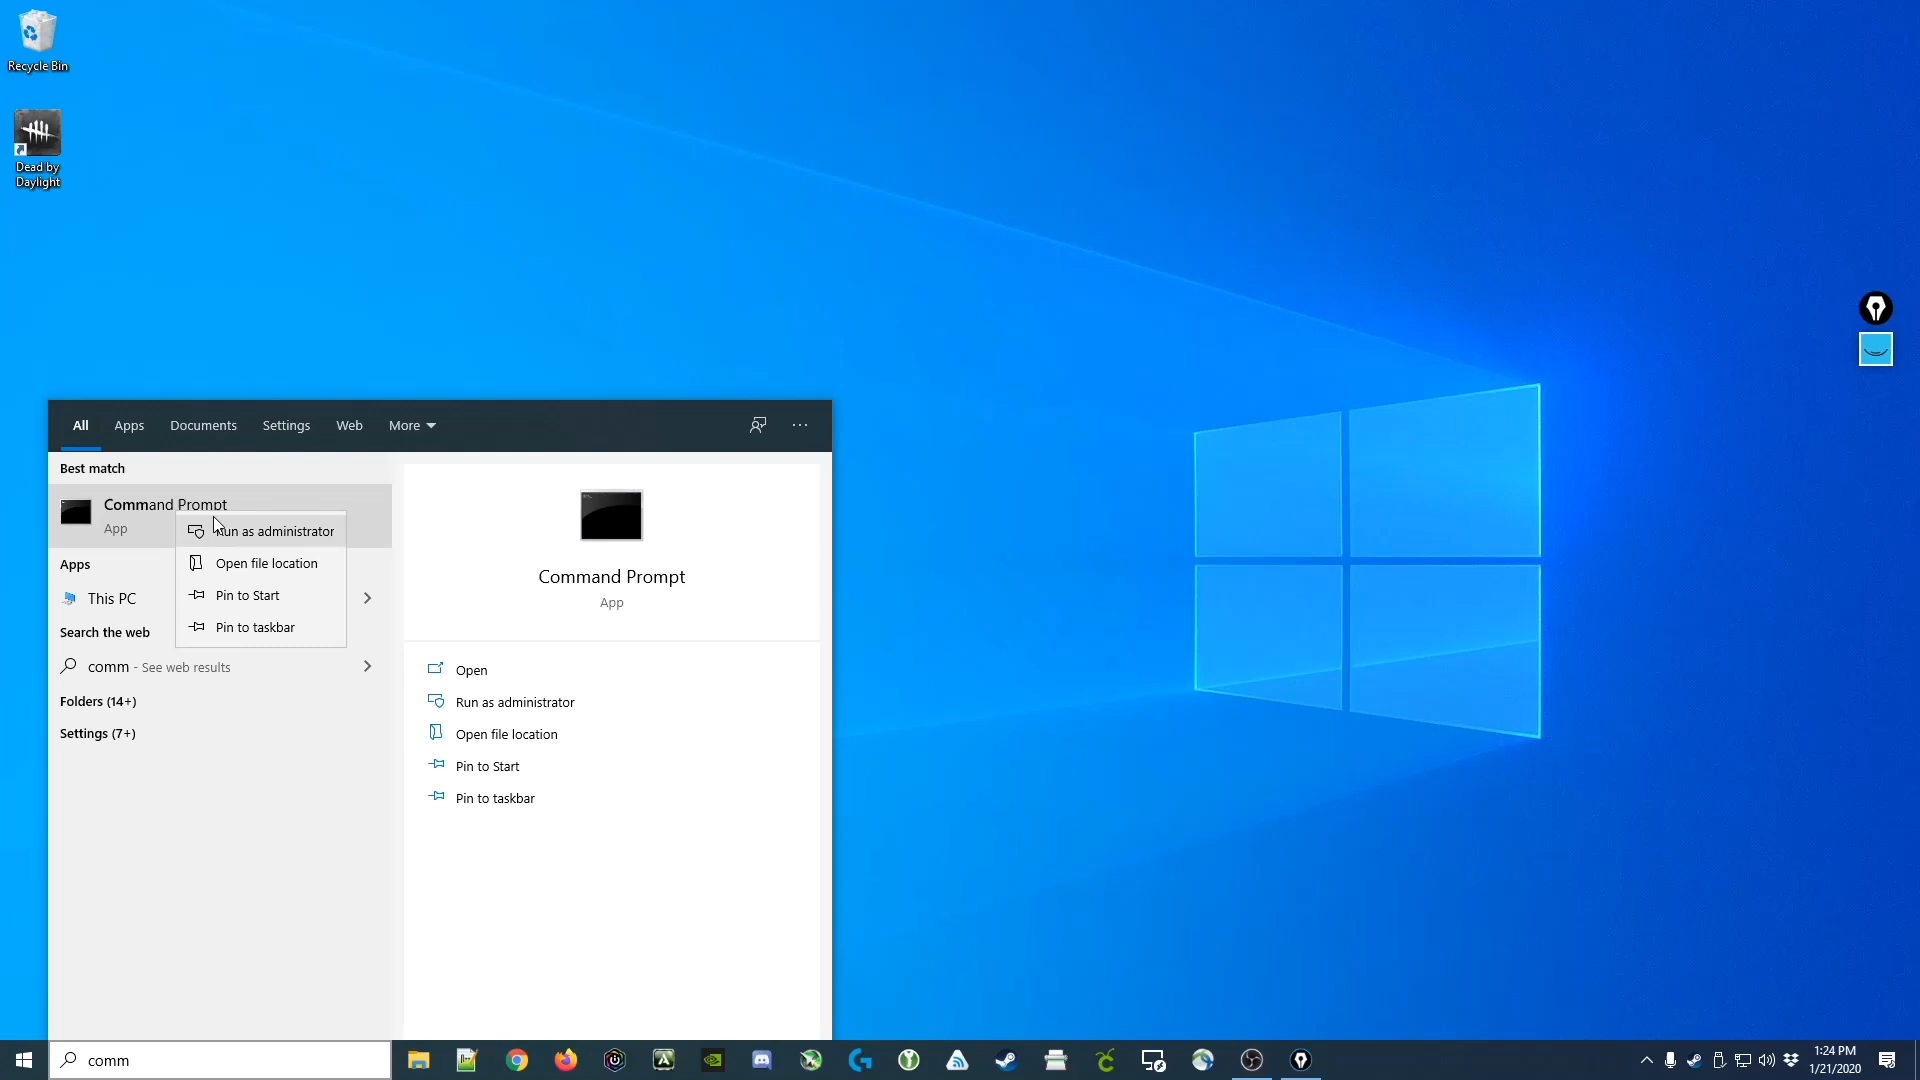 Recycle Bin
Dead by
Daylight
All
Apps
Documents
Settings
Web
More
Best match
Command Prompt
App
Run as administrator
Open file location
Pin to Start
Pin to taskbar
Apps
This PC
Search the web
comm - See web results
Folders (14+)
Settings (7+)
Command Prompt
App
Open
Run as administrator
Open file location
Pin to Start
Pin to taskbar
comm
1:24 PM
1/21/2020